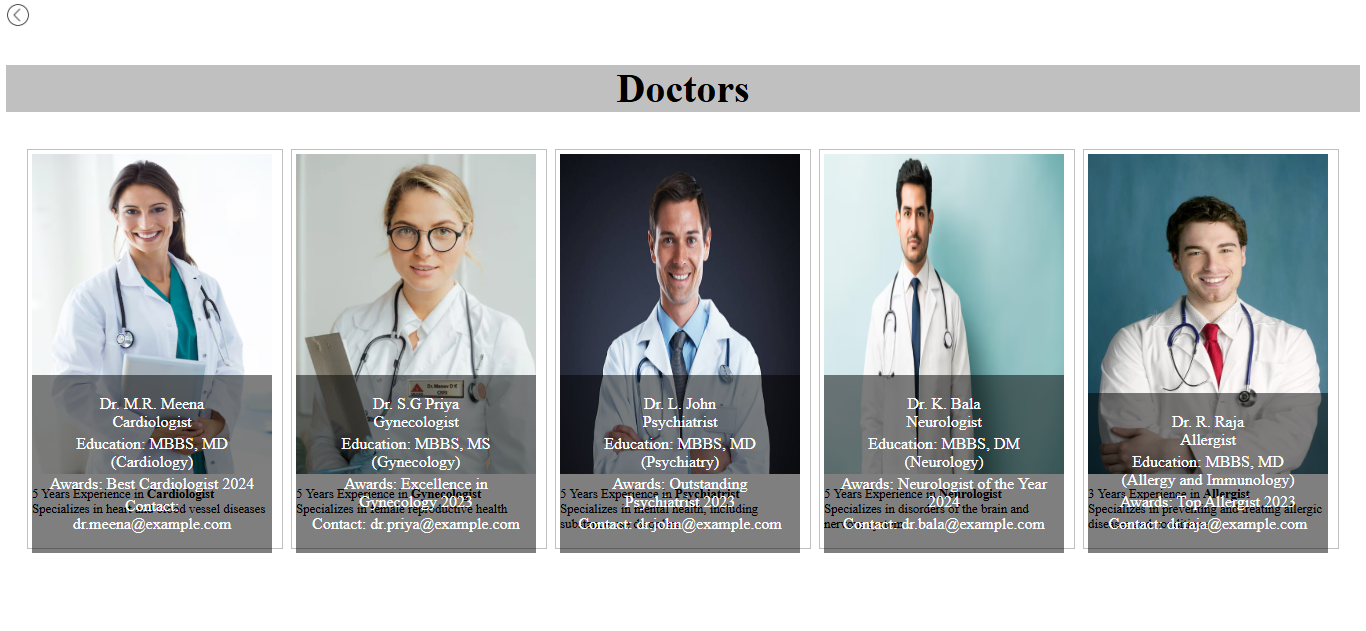 Doctors
Dr. M.R. Meena
Cardiologist
Education: MBBS, MD
(Cardiology)
Awards: Best Cardiologist 2024
Contact:
dr.meena@example.com
5 Years Experience in Cardiologist
Specializes in heart and blood vessel diseases
Dr. S.G Priya
Gynecologist
Education: MBBS, MS
(Gynecology)
Awards: Excellence in
Gynecology 2023
Contact: dr.priya@example.com
5 Years Experience in Gynecologist
Specializes in female reproductive health
Dr. L. John
Psychiatrist
Education: MBBS, MD
(Psychiatry)
Awards: Outstanding
Psychiatrist 2023
Contact: dr.john@example.com
5 Years Experience in Psychiatrist
Specializes in mental health, including
Dr. K. Bala
Neurologist
Education: MBBS, DM
(Neurology)
Awards: Neurologist of the Year
2024
Contact: dr.bala@example.com
5 Years Experience in Neurologist
Specializes in disorders of the brain and
Dr. R. Raja
Allergist
Education: MBBS, MD
(Allergy and Immunology)
Awards: Top Allergist 2023
Contact: dr.raja@example.com
3 Years Experience in Allergist
Specializes in preventing and treating allergic